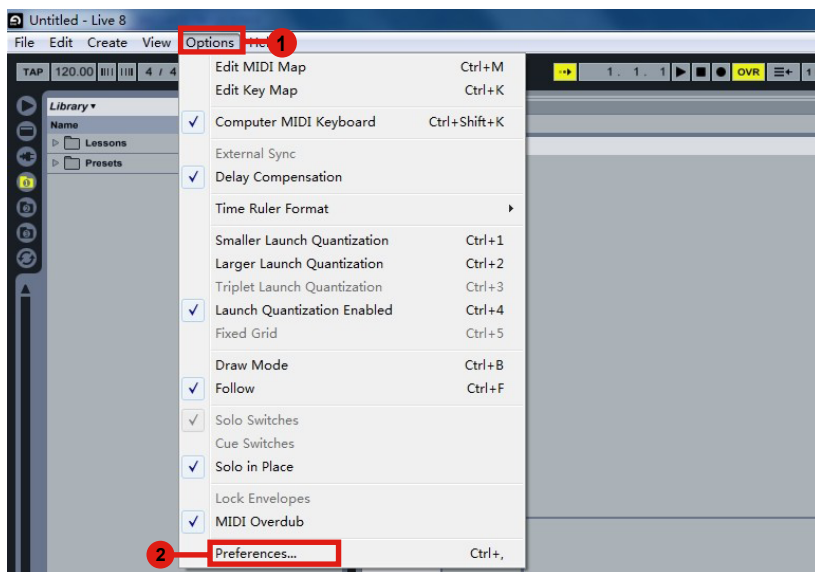 Untitled - Live 8
File Edit Create View Options 1
TAP 120.00 4 / 4 1. 1. 1 OVR 1
Library
Name
Lessons
Presets
Edit MIDI Map Ctrl+M
Edit Key Map Ctrl+K
Computer MIDI Keyboard Ctrl+Shift+K
External Sync
Delay Compensation
Time Ruler Format
Smaller Launch Quantization Ctrl+1
Larger Launch Quantization Ctrl+2
Triplet Launch Quantization Ctrl+3
Launch Quantization Enabled Ctrl+4
Fixed Grid Ctrl+5
Draw Mode Ctrl+B
Follow Ctrl+F
Solo Switches
Cue Switches
Solo in Place
Lock Envelopes
MIDI Overdub
2 Preferences... Ctrl+,